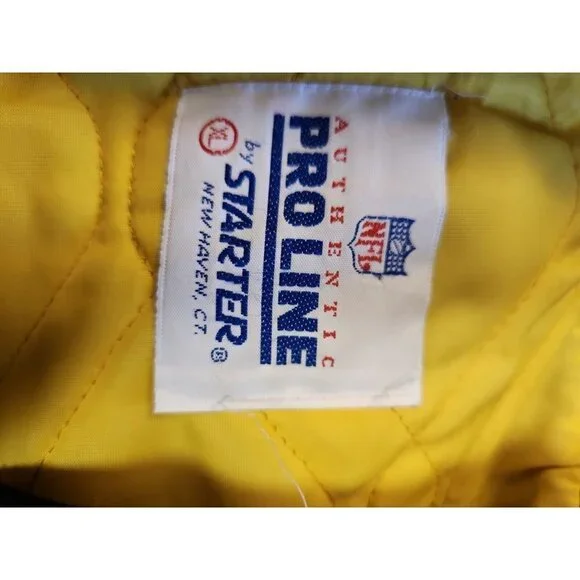 NFL
AUTHENTIC
PRO LINE
by STARTER®
XL
NEW HAVEN, CT.